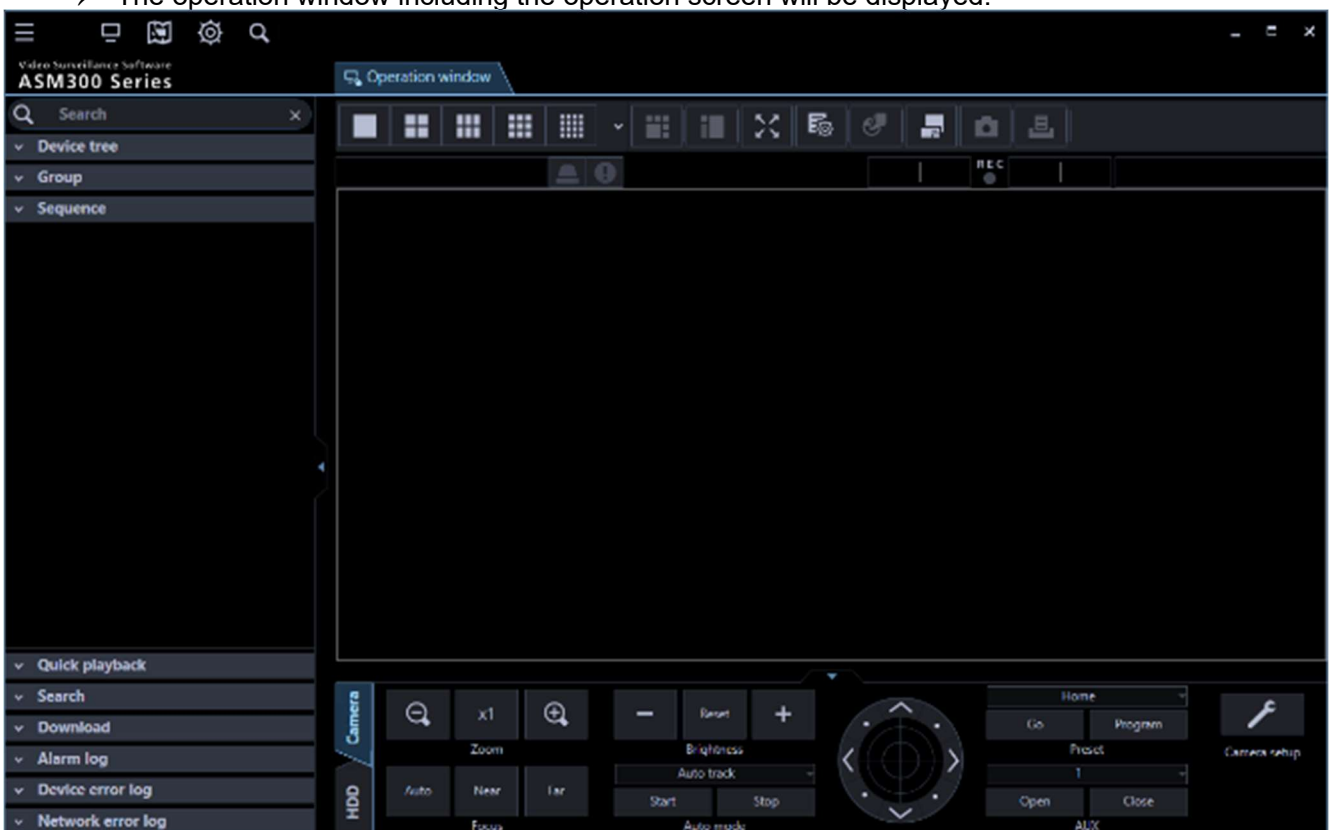 The operation window including the operation screen will be displayed.
Video Surveillance Software
ASM300 Series
Operation window
Search
Device tree
Group
Sequence
REC
Quick playback
Search
Download
Alarm log
Device error log
Network error log
Camera
HDD
x1
Zoom
Auto
Near
Far
Focus
Reset
Brightness
Auto track
Start
Stop
Auto mode
Home
Go
Program
Preset
1
Open
Close
AUX
Camera setup